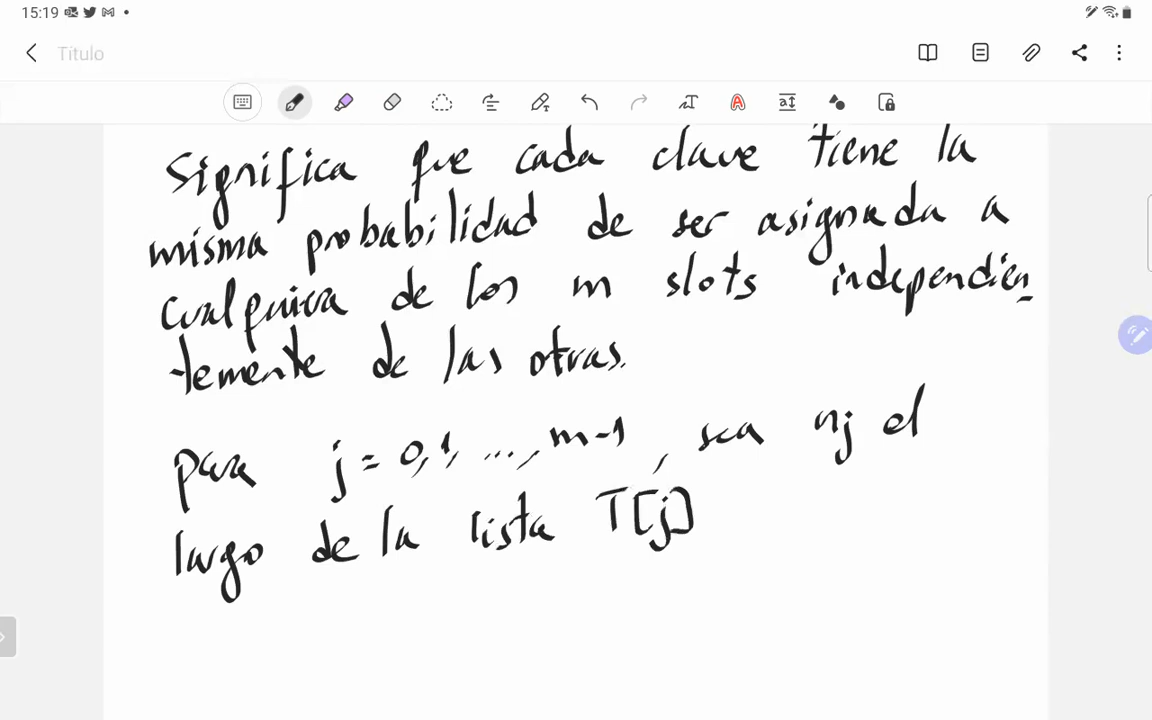 15:19
Título
Significa que cada clave tiene la
misma probabilidad de ser asignada a
cualquiera de los m slots independien_
temente de las otras.
para j = 0, 1, ..., m-1, sea nj el
largo de la lista T[j]